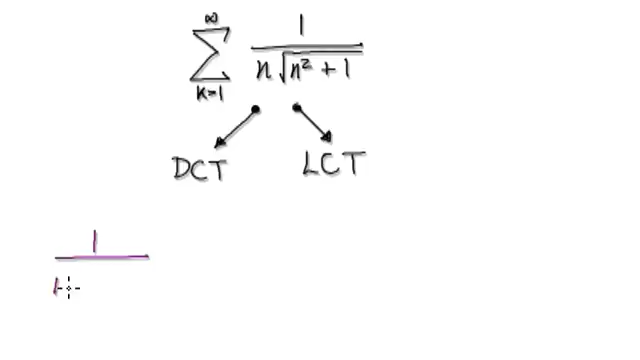 ∞
∑ 1 / n√n² + 1
K=1
DCT LCT
1